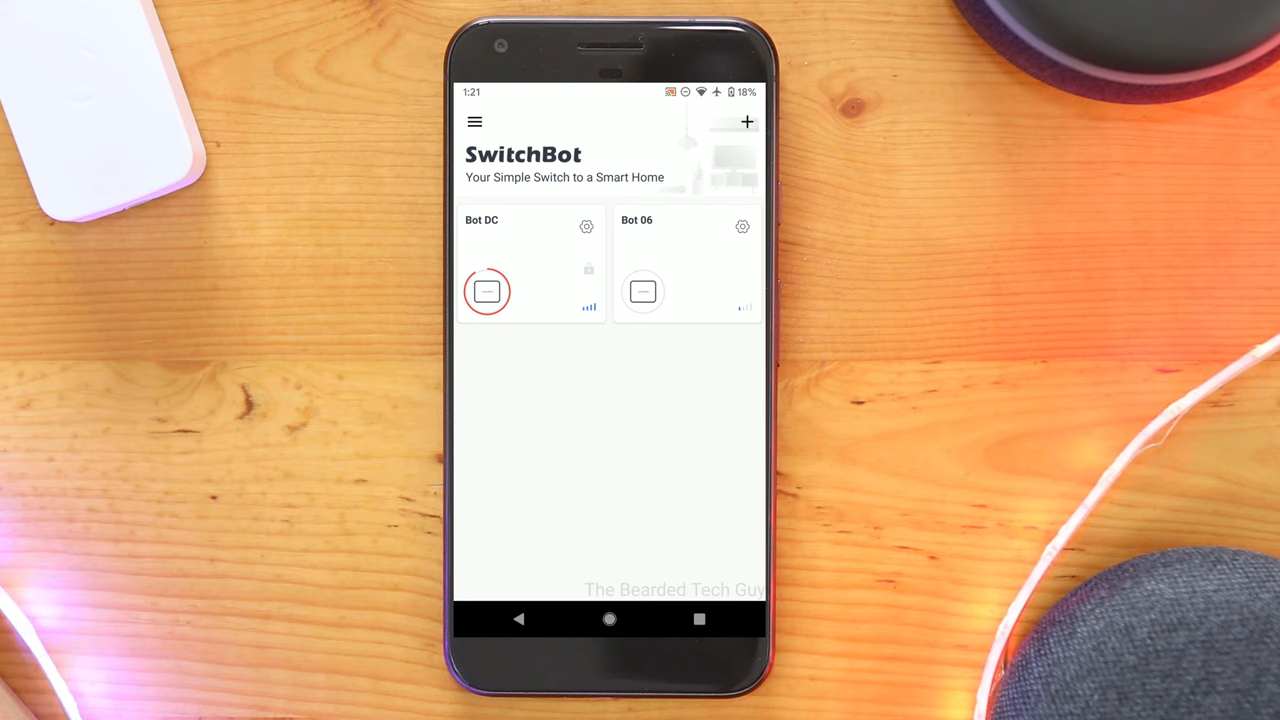 1:21
18%
SwitchBot
Your Simple Switch to a Smart Home
Bot DC
Bot 06
The Bearded Tech Guy